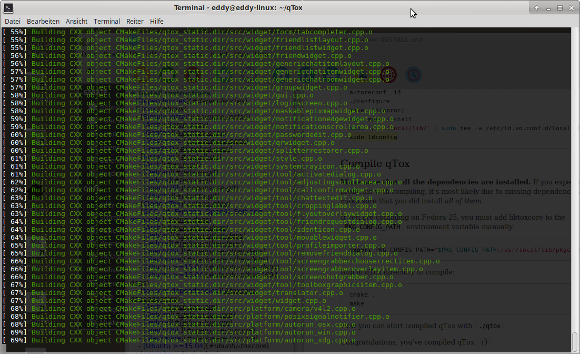 Terminal - eddy@eddy-linux: ~/qTox
Datei Bearbeiten Ansicht Terminal Reiter Hilfe
[ 55%] Building CXX object CMakeFiles/qtox_static.dir/src/widget/form/tabcompleter.cpp.o
[ 55%] Building CXX object CMakeFiles/qtox_static.dir/src/widget/friendlistlayout.cpp.o
[ 55%] Building CXX object CMakeFiles/qtox_static.dir/src/widget/friendlistwidget.cpp.o
[ 56%] Building CXX object CMakeFiles/qtox_static.dir/src/widget/friendwidget.cpp.o
[ 57%] Building CXX object CMakeFiles/qtox_static.dir/src/widget/genericchatitemlayout.cpp.o
[ 57%] Building CXX object CMakeFiles/qtox_static.dir/src/widget/genericchatroomwidget.cpp.o
[ 57%] Building CXX object CMakeFiles/qtox_static.dir/src/widget/groupwidget.cpp.o
[ 58%] Building CXX object CMakeFiles/qtox_static.dir/src/widget/gui.cpp.o
[ 58%] Building CXX object CMakeFiles/qtox_static.dir/src/widget/loginscreen.cpp.o
[ 58%] Building CXX object CMakeFiles/qtox_static.dir/src/widget/maskablepixmapwidget.cpp.o
[ 59%] Building CXX object CMakeFiles/qtox_static.dir/src/widget/notificationedgewidget.cpp.o
[ 59%] Building CXX object CMakeFiles/qtox_static.dir/src/widget/notificationscrollarea.cpp.o
[ 60%] Building CXX object CMakeFiles/qtox_static.dir/src/widget/passwordedit.cpp.o
[ 60%] Building CXX object CMakeFiles/qtox_static.dir/src/widget/qrwidget.cpp.o
[ 60%] Building CXX object CMakeFiles/qtox_static.dir/src/widget/splitterrestorer.cpp.o
[ 61%] Building CXX object CMakeFiles/qtox_static.dir/src/widget/style.cpp.o
[ 61%] Building CXX object CMakeFiles/qtox_static.dir/src/widget/systemtrayicon.cpp.o
[ 61%] Building CXX object CMakeFiles/qtox_static.dir/src/widget/tool/activatedialog.cpp.o
[ 62%] Building CXX object CMakeFiles/qtox_static.dir/src/widget/tool/adjustingscrollarea.cpp.o
[ 62%] Building CXX object CMakeFiles/qtox_static.dir/src/widget/tool/callconfirmwidget.cpp.o
[ 63%] Building CXX object CMakeFiles/qtox_static.dir/src/widget/tool/chattextedit.cpp.o
[ 63%] Building CXX object CMakeFiles/qtox_static.dir/src/widget/tool/croppinglabel.cpp.o
[ 63%] Building CXX object CMakeFiles/qtox_static.dir/src/widget/tool/flyoutoverlaywidget.cpp.o
[ 64%] Building CXX object CMakeFiles/qtox_static.dir/src/widget/tool/friendrequestdialog.cpp.o
[ 64%] Building CXX object CMakeFiles/qtox_static.dir/src/widget/tool/identicon.cpp.o
[ 64%] Building CXX object CMakeFiles/qtox_static.dir/src/widget/tool/movablewidget.cpp.o
[ 65%] Building CXX object CMakeFiles/qtox_static.dir/src/widget/tool/profileimporter.cpp.o
[ 65%] Building CXX object CMakeFiles/qtox_static.dir/src/widget/tool/removefrienddialog.cpp.o
[ 66%] Building CXX object CMakeFiles/qtox_static.dir/src/widget/tool/screengrabberchooserrectitem.cpp.o
[ 66%] Building CXX object CMakeFiles/qtox_static.dir/src/widget/tool/screengrabberoverlayitem.cpp.o
[ 66%] Building CXX object CMakeFiles/qtox_static.dir/src/widget/tool/screenshotgrabber.cpp.o
[ 67%] Building CXX object CMakeFiles/qtox_static.dir/src/widget/tool/toolboxgraphicsitem.cpp.o
[ 67%] Building CXX object CMakeFiles/qtox_static.dir/src/widget/translator.cpp.o
[ 67%] Building CXX object CMakeFiles/qtox_static.dir/src/widget/widget.cpp.o
[ 68%] Building CXX object CMakeFiles/qtox_static.dir/src/platform/camera/v4l2.cpp.o
[ 68%] Building CXX object CMakeFiles/qtox_static.dir/src/platform/posixsignalnotifier.cpp.o
[ 68%] Building CXX object CMakeFiles/qtox_static.dir/src/platform/autorun_osx.cpp.o
[ 69%] Building CXX object CMakeFiles/qtox_static.dir/src/platform/autorun_win.cpp.o
[ 69%] Building CXX object CMakeFiles/qtox_static.dir/src/platform/autorun_xdg.cpp.o
Compile qTox
all the dependencies are installed.